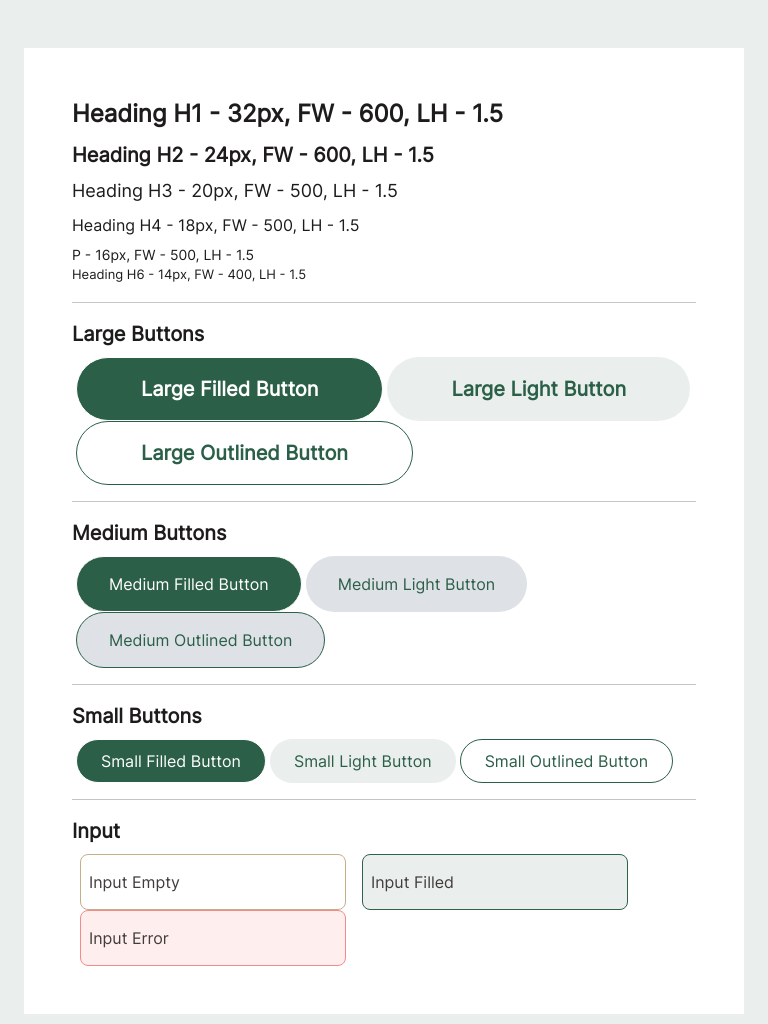 Heading H1 - 32px, FW - 600, LH - 1.5
Heading H2 - 24px, FW - 600, LH - 1.5
Heading H3 - 20px, FW - 500, LH - 1.5
Heading H4 - 18px, FW - 500, LH - 1.5
P - 16px, FW - 500, LH - 1.5
Heading H6 - 14px, FW - 400, LH - 1.5
Large Buttons
Large Filled Button
Large Light Button
Large Outlined Button
Medium Buttons
Medium Filled Button
Medium Light Button
Medium Outlined Button
Small Buttons
Small Filled Button
Small Light Button
Small Outlined Button
Input
Input Empty
Input Filled
Input Error